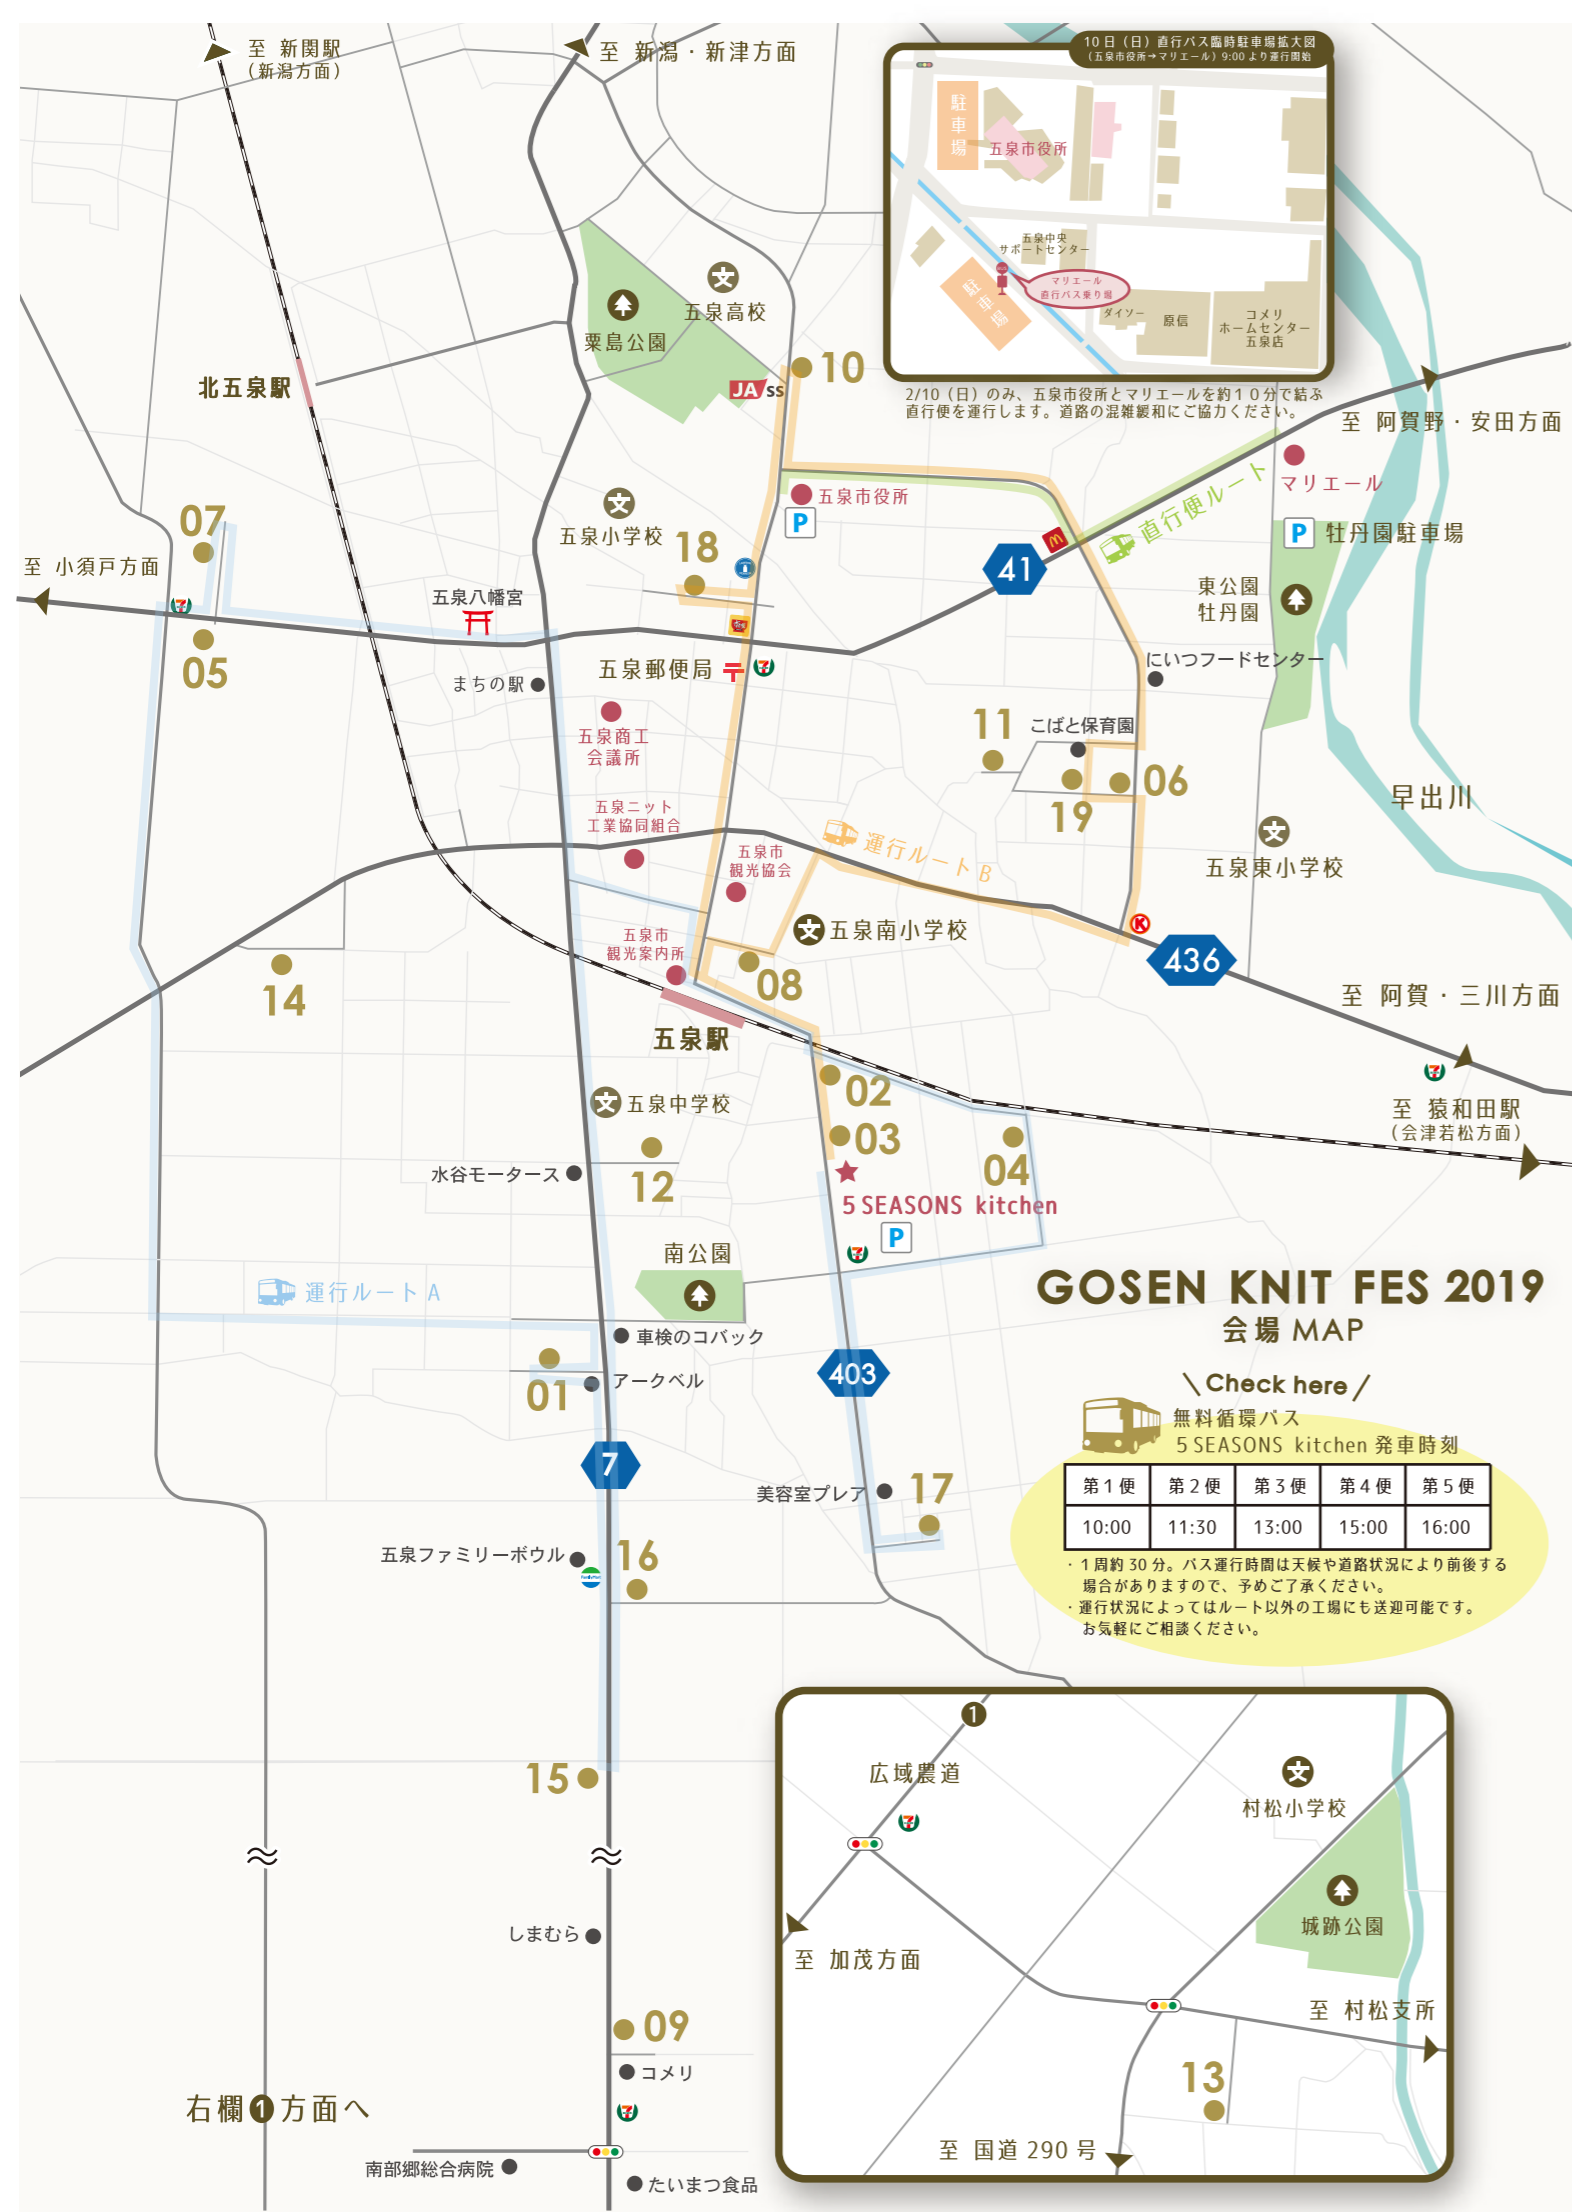 至 新関駅
（新潟方面）
至 新潟・新津方面
10日（日）直行バス臨時駐車場拡大図
（五泉市役所→マリエール）9:00より運行開始
駐車場
五泉市役所
五泉中央
サポートセンター
駐車場
マリエール
直行バス乗り場
ダイソー
原信
コメリ
ホームセンター
五泉店
2/10（日）のみ、五泉市役所とマリエールを約１０分で結ぶ
直行便を運行します。道路の混雑緩和にご協力ください。
五泉高校
粟島公園
JA SS
10
北五泉駅
至 阿賀野・安田方面
マリエール
直行便ルート
五泉市役所
P
五泉小学校
18
41
P 牡丹園駐車場
東公園
牡丹園
07
至 小須戸方面
05
五泉八幡宮
まちの駅
五泉郵便局
五泉商工
会議所
にいつフードセンター
11
こばと保育園
19
06
早出川
五泉東小学校
五泉ニット
工業協同組合
五泉市
観光協会
運行ルート B
五泉南小学校
五泉市
観光案内所
08
436
14
五泉駅
至 阿賀・三川方面
至 猿和田駅
（会津若松方面）
02
03
04
五泉中学校
12
水谷モータース
5 SEASONS kitchen
P
南公園
運行ルート A
車検のコバック
アークベル
01
403
7
GOSEN KNIT FES 2019
会場 MAP
Check here
無料循環バス
5 SEASONS kitchen 発車時刻
第1便 第2便 第3便 第4便 第5便
10:00 11:30 13:00 15:00 16:00
・１周約 30 分。バス運行時間は天候や道路状況により前後する
場合がありますので、予めご了承ください。
・運行状況によってはルート以外の工場にも送迎可能です。
お気軽にご相談ください。
美容室プレア
17
五泉ファミリーボウル
FamilyMart
16
15
しまむら
09
コメリ
右欄❶方面へ
南部郷総合病院
たいまつ食品
❶
広域農道
村松小学校
城跡公園
至 加茂方面
至 村松支所
13
至 国道 290 号